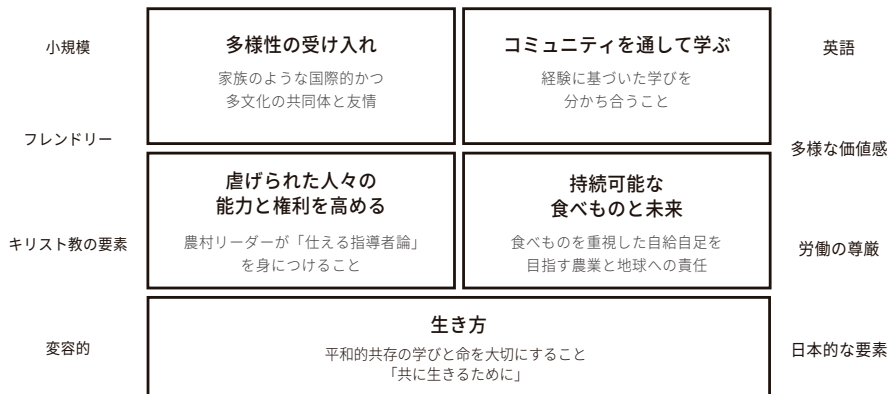 小規模
フレンドリー
キリスト教の要素
変容的
多様性の受け入れ
家族のような国際的かつ
多文化の共同体と友情
コミュニティを通して学ぶ
経験に基づいた学びを
分かち合うこと
虐げられた人々の
能力と権利を高める
農村リーダーが「仕える指導者論」
を身につけること
持続可能な
食べものと未来
食べものを重視した自給自足を
目指す農業と地球への責任
生き方
平和的共存の学びと命を大切にすること
「共に生きるために」
英語
多様な価値感
労働の尊厳
日本的な要素